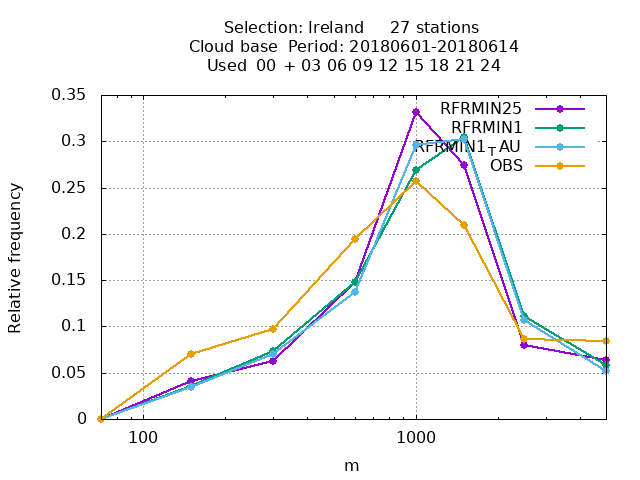 Selection: Ireland 27 stations
Cloud base Period: 20180601-20180614
Used 00 + 03 06 09 12 15 18 21 24
0.35
0.3
0.25
0.2
0.15
0.1
0.05
0
Relative frequency
100
1000
m
RFRMIN25
RFRMIN1
RFRMIN1TAU
OBS